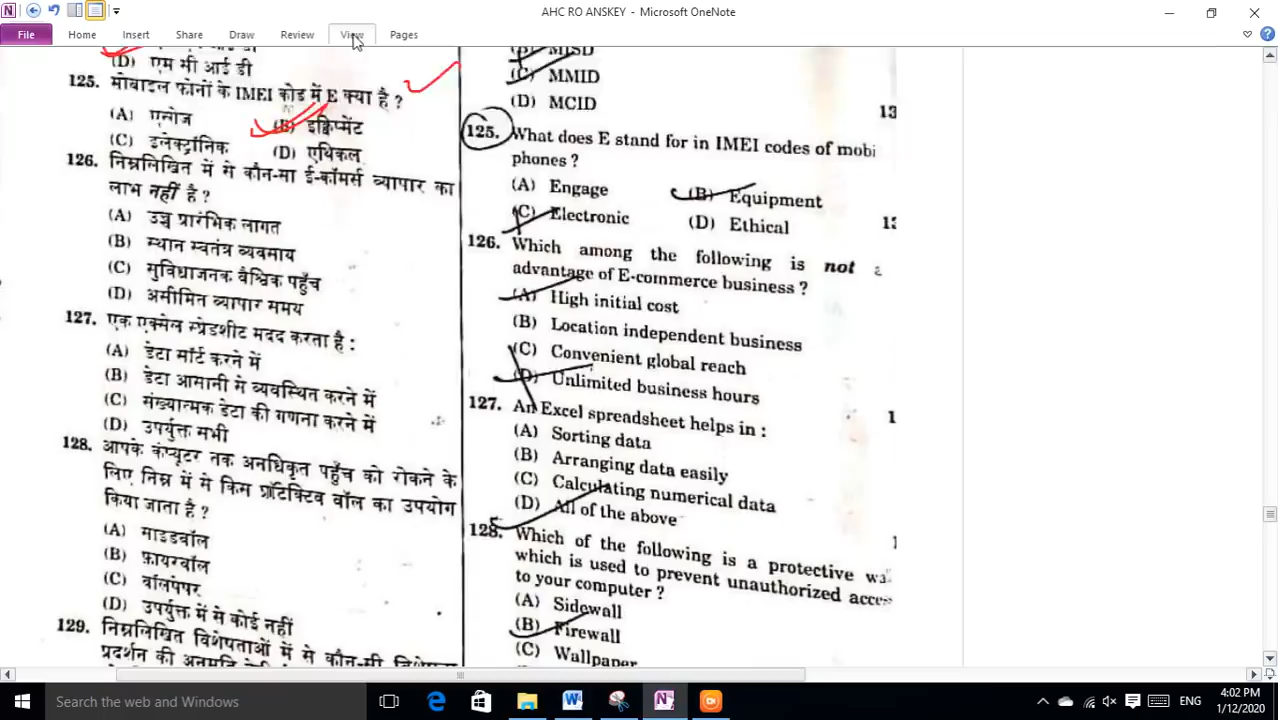 AHC RO ANSKEY - Microsoft OneNote
File Home Insert Share Draw Review View Pages
(D) एम सी आई डी
125. मोबाइल फोनों के IMEI कोड में E क्या है ?
(A) एन्गेज (B) इक्विप्मेंट
(C) इलेक्ट्रॉनिक (D) एथिकल
126. निम्नलिखित में से कौन-सा ई-कॉमर्स व्यापार का
लाभ नहीं है ?
(A) उच्च प्रारंभिक लागत
(B) स्थान स्वतंत्र व्यवसाय
(C) सुविधाजनक वैश्विक पहुँच
(D) असीमित व्यापार समय
127. एक एक्सेल स्प्रेडशीट मदद करता है :
(A) डेटा सॉर्ट करने में
(B) डेटा आसानी से व्यवस्थित करने में
(C) संख्यात्मक डेटा की गणना करने में
(D) उपर्युक्त सभी
128. आपके कंप्यूटर तक अनधिकृत पहुँच को रोकने के
लिए निम्न में से किस प्रॉटेक्टिव वॉल का उपयोग
किया जाता है ?
(A) साइडवॉल
(B) फ़ायरवॉल
(C) वॉलपेपर
(D) उपर्युक्त में से कोई नहीं
129. निम्नलिखित विशेषताओं में से कौन-सी
(B) MISD
(C) MMID
(D) MCID
125. What does E stand for in IMEI codes of mobi
phones ?
(A) Engage (B) Equipment
(C) Electronic (D) Ethical
126. Which among the following is not a
advantage of E-commerce business ?
(A) High initial cost
(B) Location independent business
(C) Convenient global reach
(D) Unlimited business hours
127. An Excel spreadsheet helps in :
(A) Sorting data
(B) Arranging data easily
(C) Calculating numerical data
(D) All of the above
128. Which of the following is a protective wa
which is used to prevent unauthorized acces
to your computer ?
(A) Sidewall
(B) Firewall
(C) Wallpaper
13
13
1
1
Search the web and Windows
ENG
4:02 PM
1/12/2020